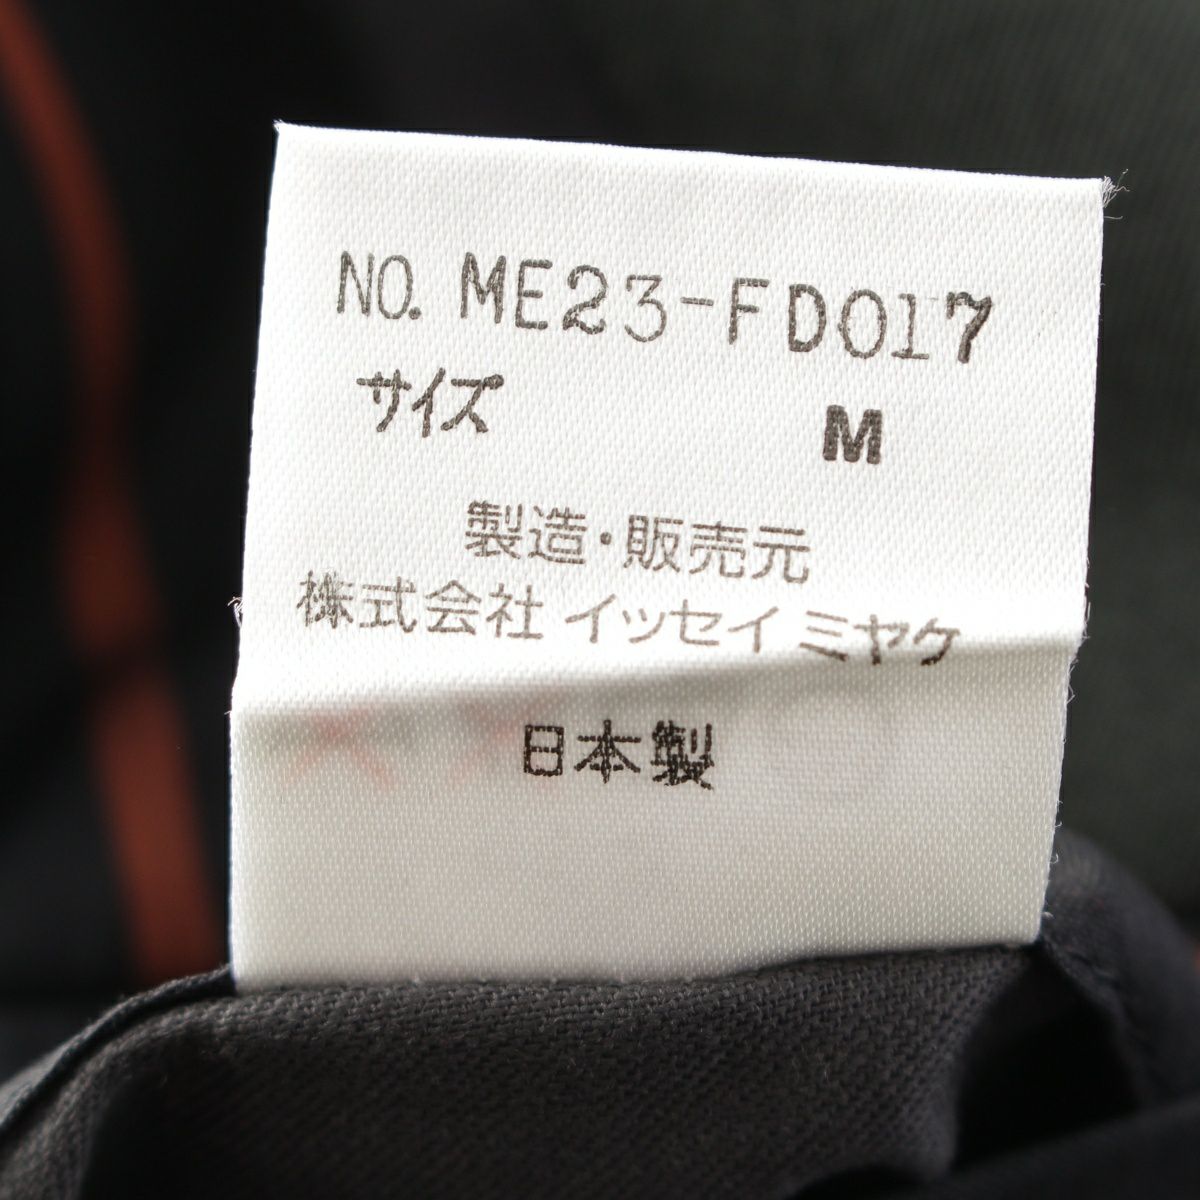 NO. ME23-FD017
サイズ M
製造・販売元
株式会社 イッセイ ミヤケ
日本製